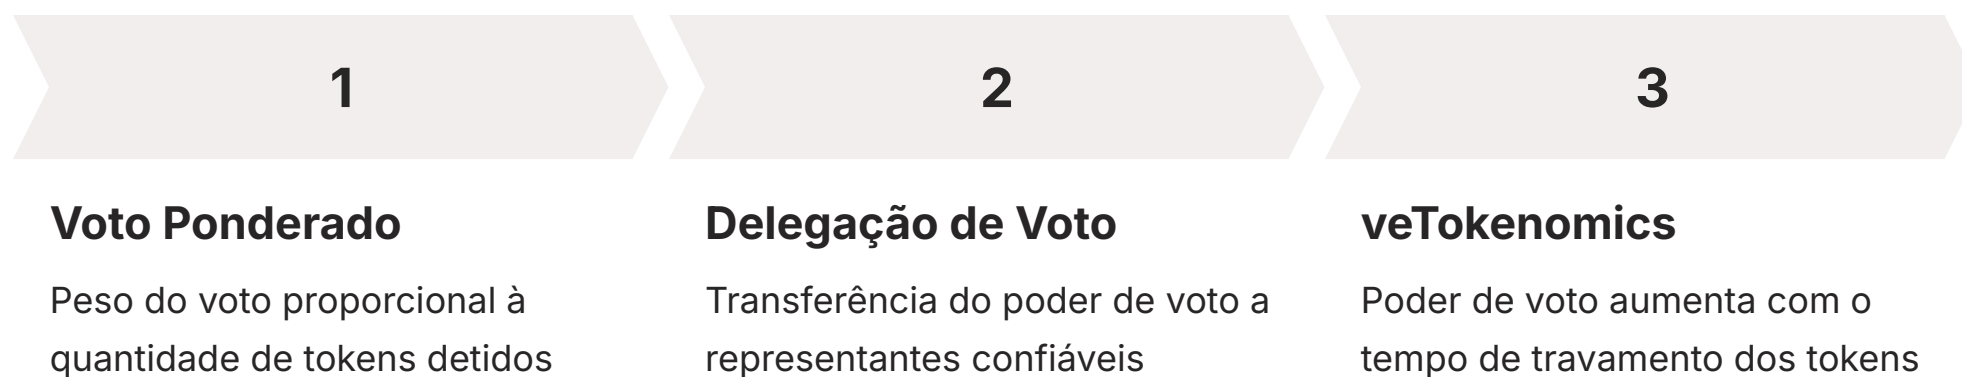 1
Voto Ponderado
Peso do voto proporcional à
quantidade de tokens detidos
2
Delegação de Voto
Transferência do poder de voto a
representantes confiáveis
3
veTokenomics
Poder de voto aumenta com o
tempo de travamento dos tokens